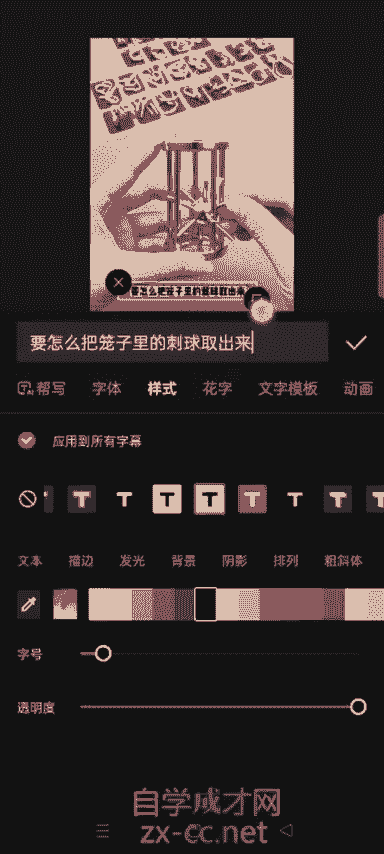 要怎么把笼子里的刺球取出来
要怎么把笼子里的刺球取出来
帮写 字体 样式 花字 文字模板 动画
应用到所有字幕
T T T T T T T T
文本 描边 发光 背景 阴影 排列 粗斜体
字号
透明度
自学成才网
zx-cc.net